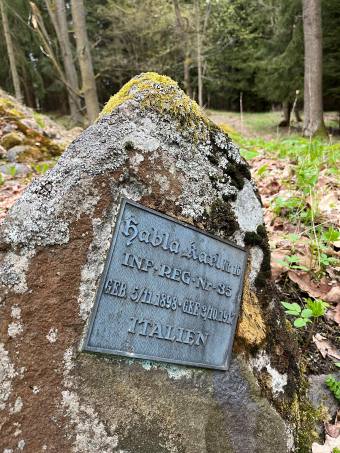 Habla Karl
INF-REG-Nr-35
GEB 5/11.1898-GEF
ITALIEN